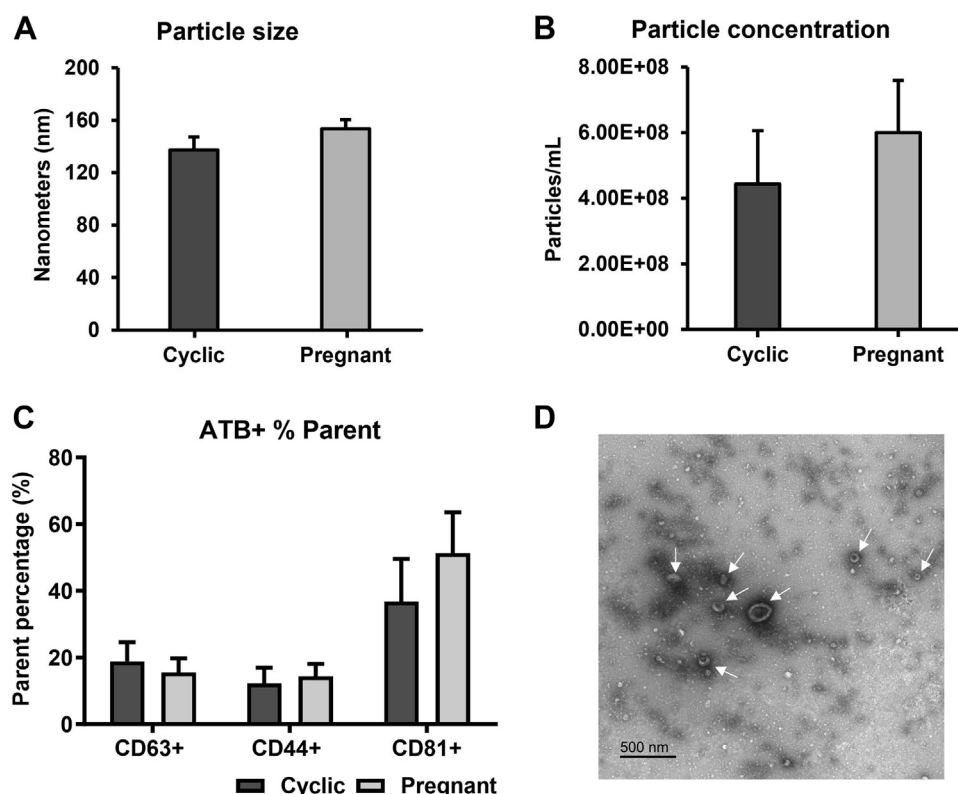 A
Particle size
Nanometers (nm)
200
160
120
80
40
0
Cyclic Pregnant
B
Particle concentration
Particles/mL
8.00E+08
6.00E+08
4.00E+08
2.00E+08
0.00E+00
Cyclic Pregnant
C
ATB+ % Parent
Parent percentage (%)
80
60
40
20
0
CD63+ CD44+ CD81+
Cyclic Pregnant
D
500 nm